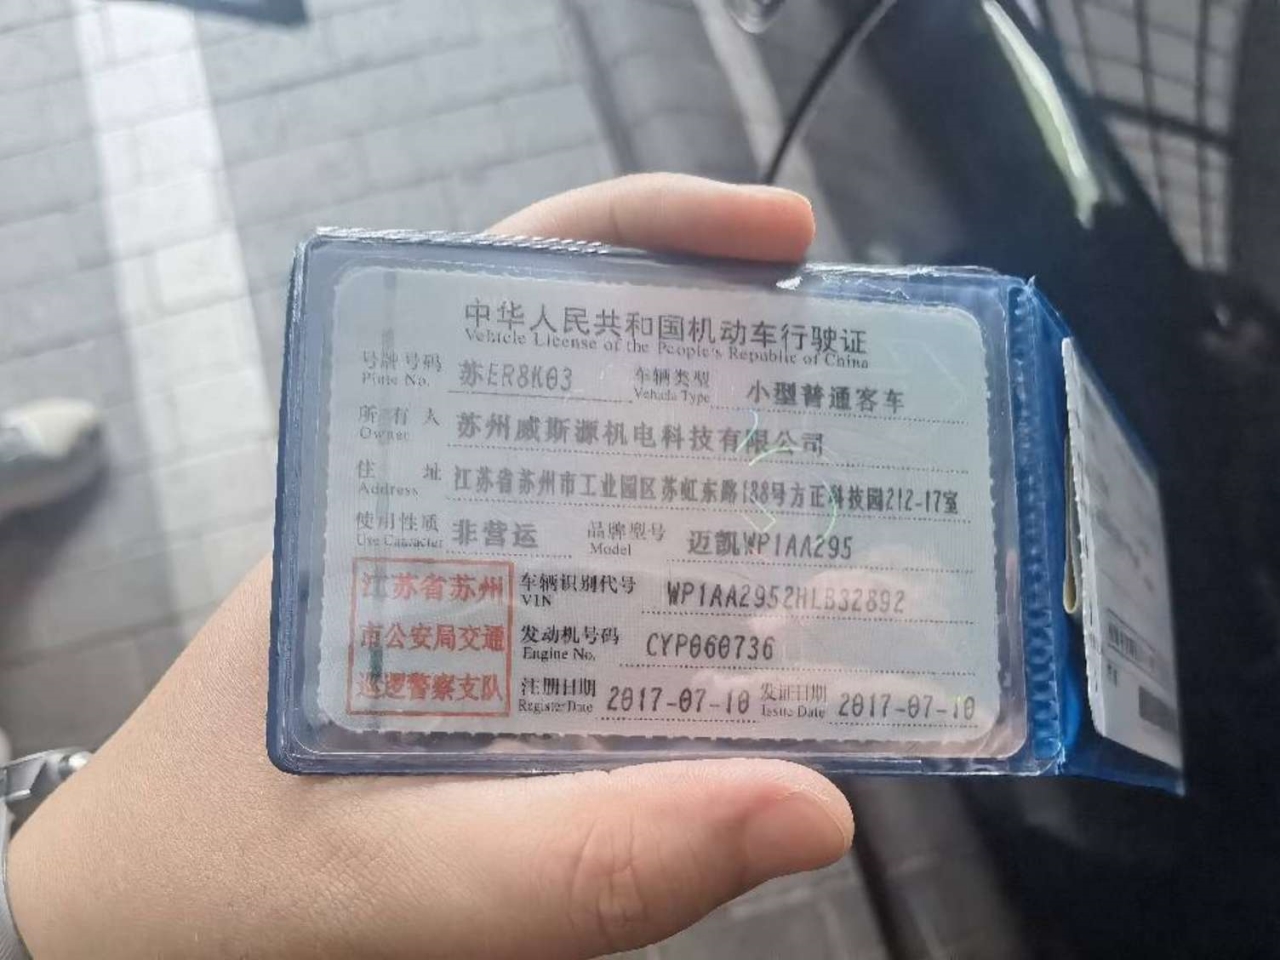 中华人民共和国机动车行驶证
Vehicle License of the People's Republic of China
号牌号码 苏ER8K03 车辆类型 小型普通客车
Plate No. Vehicle Type
所有人 苏州威斯源机电科技有限公司
Owner
住址 江苏省苏州市工业园区苏虹东路188号方正科技园212-17室
Address
使用性质 非营运 品牌型号 迈凯WP1AA295
Use Character Model
江苏省苏州
市公安局交通
巡逻警察支队
车辆识别代号 WP1AA2952HLB32892
VIN
发动机号码 CYP060736
Engine No.
注册日期 2017-07-10 发证日期 2017-07-10
Register Date Issue Date